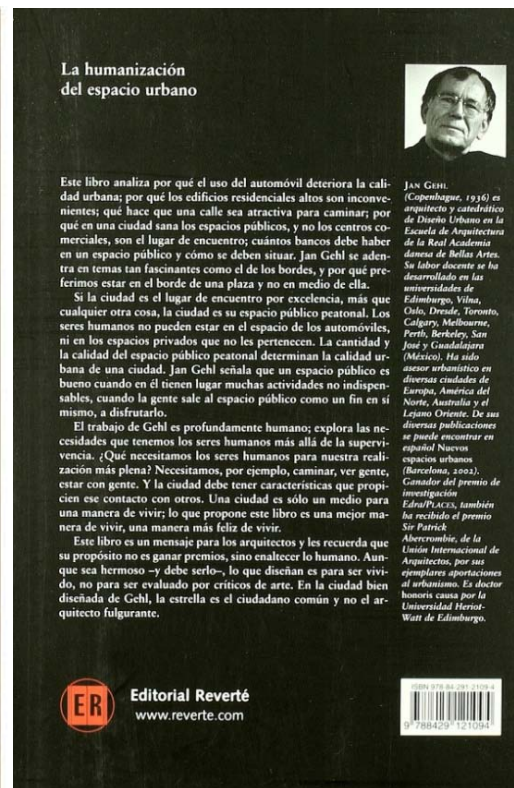 La humanización
del espacio urbano
Este libro analiza por qué el uso del automóvil deteriora la cali-
dad urbana; por qué los edificios residenciales altos son inconve-
nientes; qué hace que una calle sea atractiva para caminar; por
qué en una ciudad sana los espacios públicos, y no los centros co-
merciales, son el lugar de encuentro; cuántos bancos debe haber
en un espacio público y cómo se deben situar. Jan Gehl se aden-
tra en temas tan fascinantes como el de los bordes, y por qué pre-
ferimos estar en el borde de una plaza y no en medio de ella.
Si la ciudad es el lugar de encuentro por excelencia, más que
cualquier otra cosa, la ciudad es su espacio público peatonal. Los
seres humanos no pueden estar en el espacio de los automóviles,
ni en los espacios privados que no les pertenecen. La cantidad y
la calidad del espacio público peatonal determinan la calidad ur-
bana de una ciudad. Jan Gehl señala que un espacio público es
bueno cuando en él tienen lugar muchas actividades no indispen-
sables, cuando la gente sale al espacio público como un fin en sí
mismo, a disfrutarlo.
El trabajo de Gehl es profundamente humano; explora las ne-
cesidades que tenemos los seres humanos más allá de la supervi-
vencia. ¿Qué necesitamos los seres humanos para nuestra reali-
zación más plena? Necesitamos, por ejemplo, caminar, ver gente,
estar con gente. Y la ciudad debe tener características que propi-
cien ese contacto con otros. Una ciudad es sólo un medio para
una manera de vivir; lo que propone este libro es una mejor ma-
nera de vivir, una manera más feliz de vivir.
Este libro es un mensaje para los arquitectos y les recuerda que
su propósito no es ganar premios, sino enaltecer lo humano. Aun-
que sea hermoso –y debe serlo–, lo que diseñan es para ser vivi-
do, no para ser evaluado por críticos de arte. En la ciudad bien
diseñada de Gehl, la estrella es el ciudadano común y no el ar-
quitecto fulgurante.
JAN GEHL
(Copenhague, 1936) es
arquitecto y catedrático
de Diseño Urbano en la
Escuela de Arquitectura
de la Real Academia
danesa de Bellas Artes.
Su labor docente se ha
desarrollado en las
universidades de
Edimburgo, Vilna,
Oslo, Dresde, Toronto,
Calgary, Melbourne,
Perth, Berkeley, San
José y Guadalajara
(México). Ha sido
asesor urbanístico en
diversas ciudades de
Europa, América del
Norte, Australia y el
Lejano Oriente. De sus
diversas publicaciones
se puede encontrar en
español Nuevos
espacios urbanos
(Barcelona, 2002).
Ganador del premio de
investigación
Edra/PLACES, también
ha recibido el premio
Sir Patrick
Abercrombie, de la
Unión Internacional de
Arquitectos, por sus
ejemplares aportaciones
al urbanismo. Es doctor
honoris causa por la
Universidad Heriot-
Watt de Edimburgo.
ER
Editorial Reverté
www.reverte.com
ISBN 978-84-291-2109-4
9 788429 121094